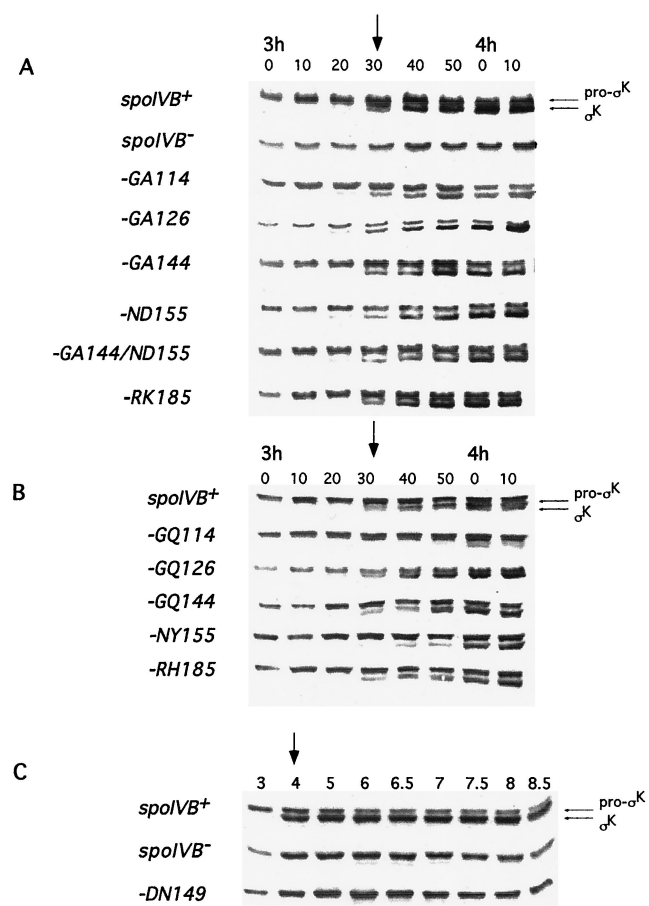 3h 4h
A
0 10 20 30 40 50 0 10
spoIVB+ pro-σK
σK
spoIVB-
-GA114
-GA126
-GA144
-ND155
-GA144/ND155
-RK185
3h 4h
B
0 10 20 30 40 50 0 10
spoIVB+ pro-σK
σK
-GQ114
-GQ126
-GQ144
-NY155
-RH185
C
3 4 5 6 6.5 7 7.5 8 8.5
spoIVB+ pro-σK
σK
spoIVB-
-DN149